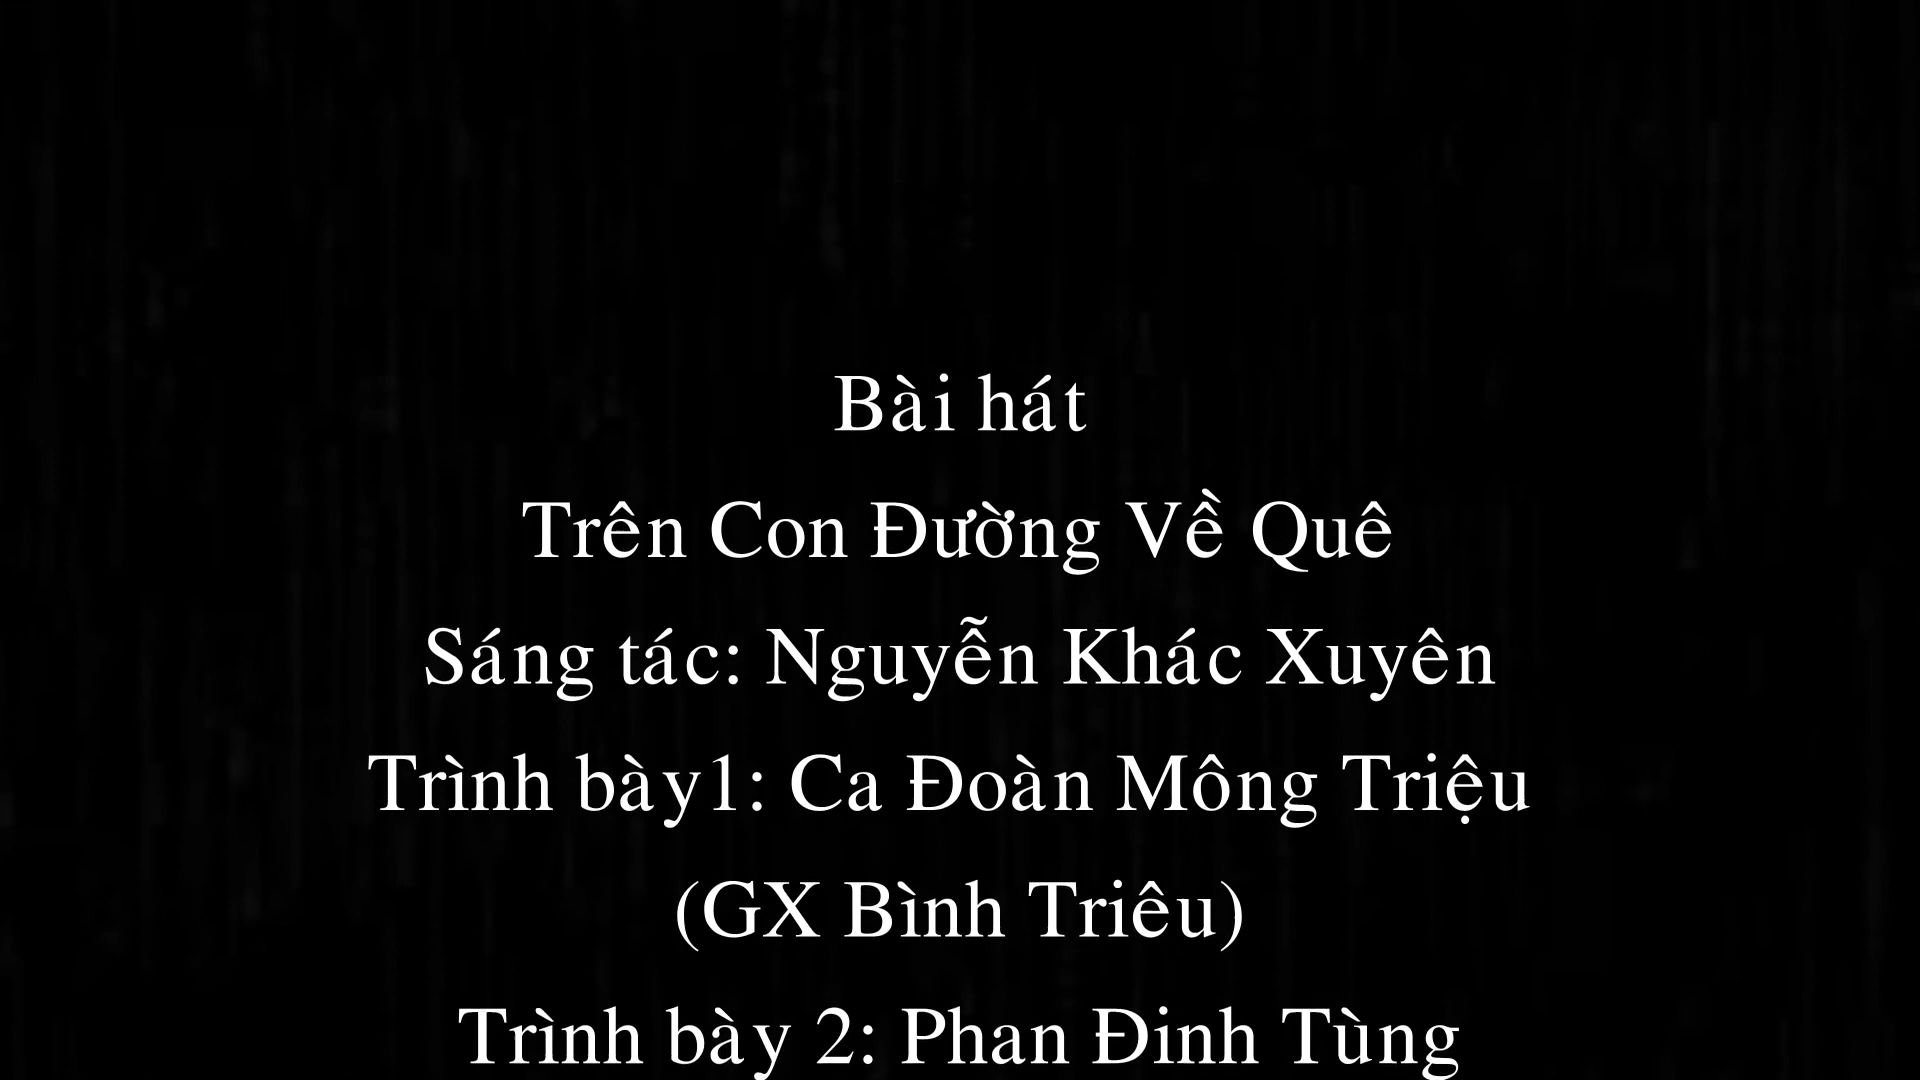 Bài hát
Trên Con Đường Về Quê
Sáng tác: Nguyễn Khác Xuyên
Trình bày1: Ca Đoàn Mông Triệu
(GX Bình Triêu)
Trình bày 2: Phan Đinh Tùng